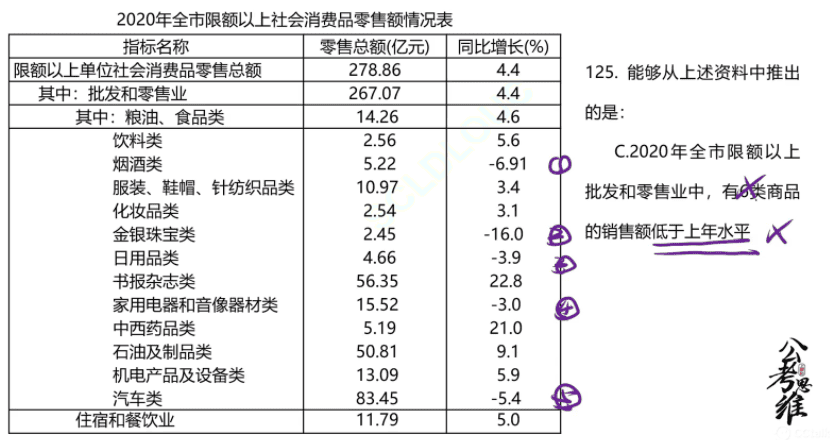 2020年全市限额以上社会消费品零售额情况表
指标名称 零售总额(亿元) 同比增长(%)
限额以上单位社会消费品零售总额 278.86 4.4
其中：批发和零售业 267.07 4.4
其中：粮油、食品类 14.26 4.6
饮料类 2.56 5.6
烟酒类 5.22 -6.91
服装、鞋帽、针纺织品类 10.97 3.4
化妆品类 2.54 3.1
金银珠宝类 2.45 -16.0
日用品类 4.66 -3.9
书报杂志类 56.35 22.8
家用电器和音像器材类 15.52 -3.0
中西药品类 5.19 21.0
石油及制品类 50.81 9.1
机电产品及设备类 13.09 5.9
汽车类 83.45 -5.4
住宿和餐饮业 11.79 5.0
125. 能够从上述资料中推出
的是：
C.2020年全市限额以上
批发和零售业中，有6类商品
的销售额低于上年水平
公考思维